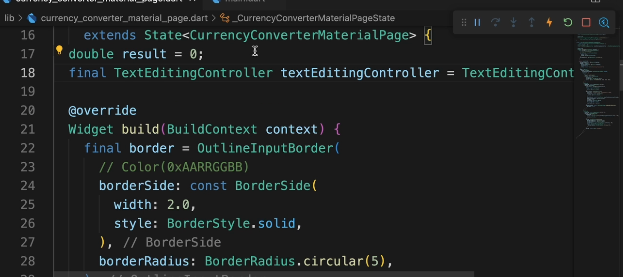 currency_converter_material_page.dart
main.dart
lib > currency_converter_material_page.dart > _CurrencyConverterMaterialPageState
16 extends State<CurrencyConverterMaterialPage> {
17 double result = 0;
18 final TextEditingController textEditingController = TextEditingCont
19
20 @override
21 Widget build(BuildContext context) {
22 final border = OutlineInputBorder(
23 // Color(0xAARRGGBB)
24 borderSide: const BorderSide(
25 width: 2.0,
26 style: BorderStyle.solid,
27 ), // BorderSide
28 borderRadius: BorderRadius.circular(5),